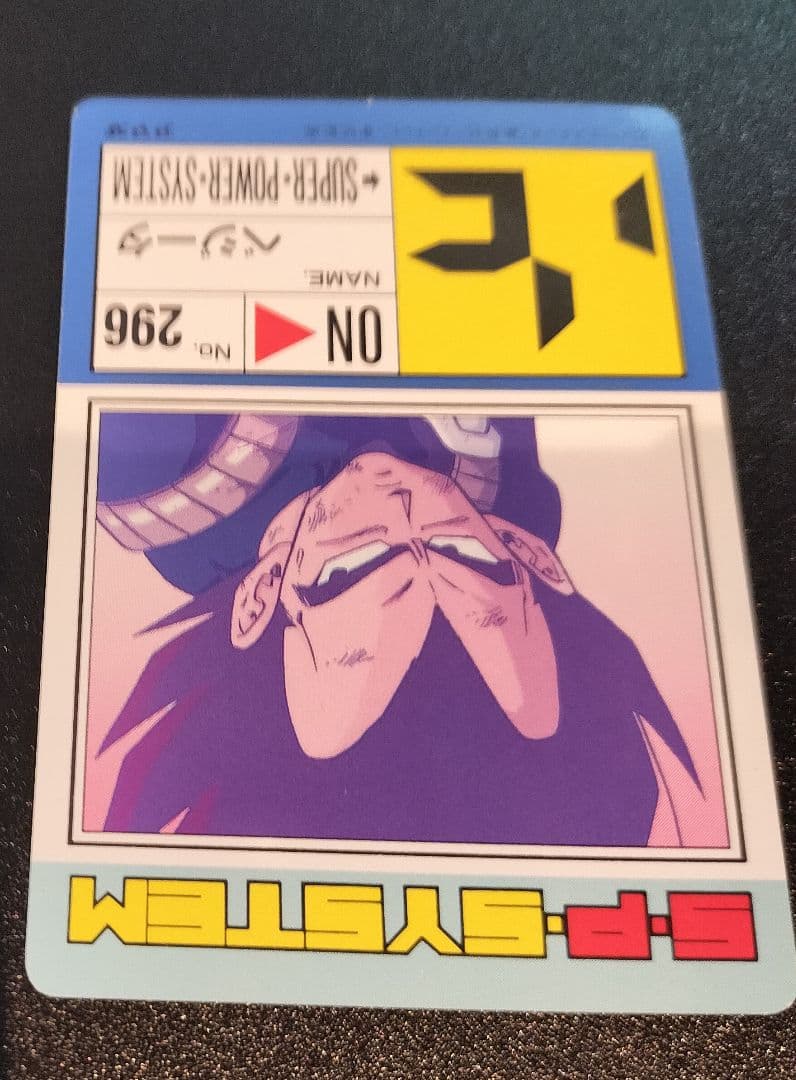 S·P·SYSTEM
No. 296
ON
NAME.
ベジータ
←SUPER·POWER·SYSTEM